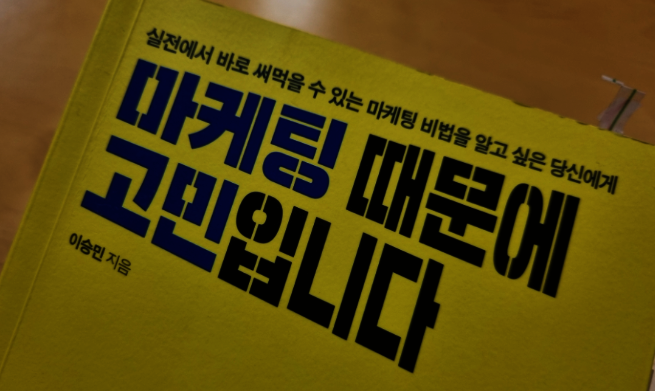 실전에서 바로 써먹을 수 있는 마케팅 비법을 알고 싶은 당신에게
마케팅 때문에
고민입니다
이승민 지음